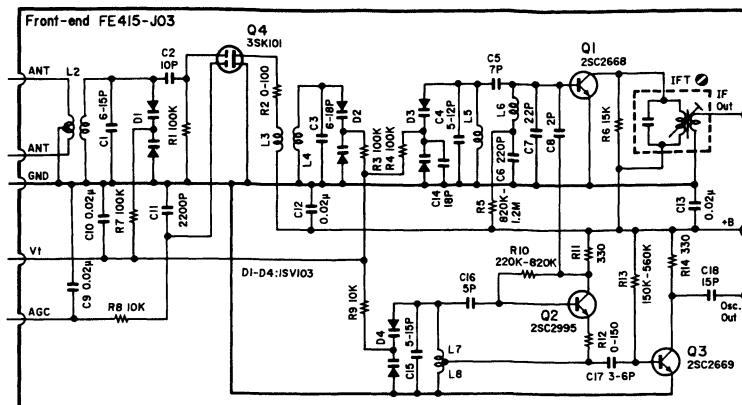 Front-end FE415-J03
Q4
3SK101
C2
10P
ANT
L2
C1 6-15P
D1
R1 100K
R2 0-100
L3
L4
C3 6-18P
D2
R3 100K
R4 100K
D3
C4 5-12P
L5
C5
7P
L6
C6 220P
C7 22P
C8 2P
Q1
2SC2668
R6 15K
IFT
IF
Out
ANT
GND
C10 0.02μ
R7 100K
C11
2200P
C12
0.02μ
C14
18P
R5
820K-
1.2M
C13
0.02μ
+B
Vt
C9 0.02μ
D1-D4:1SV103
R10
220K-820K
R11
330
R13
150K-560K
R14 330
C18
15P
Osc.
Out
AGC
R8 10K
R9 10K
D4
C15 5-15P
C16
5P
L7
L8
Q2
2SC2995
R12
0-150
C17 3-6P
Q3
2SC2669